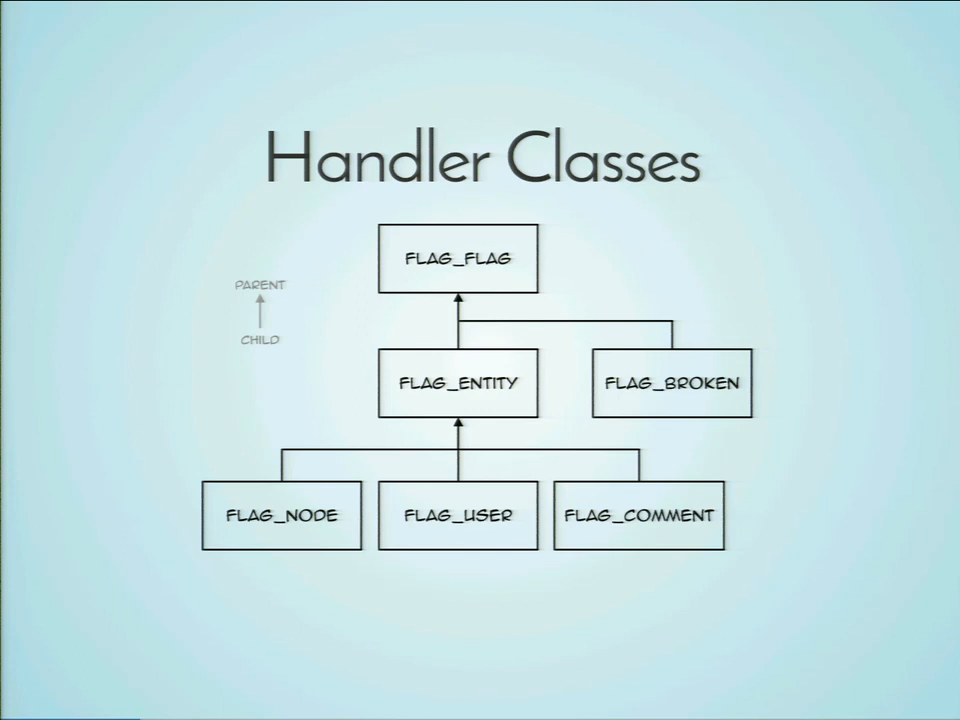 Handler Classes
FLAG_FLAG
PARENT
CHILD
FLAG_ENTITY
FLAG_BROKEN
FLAG_NODE
FLAG_USER
FLAG_COMMENT